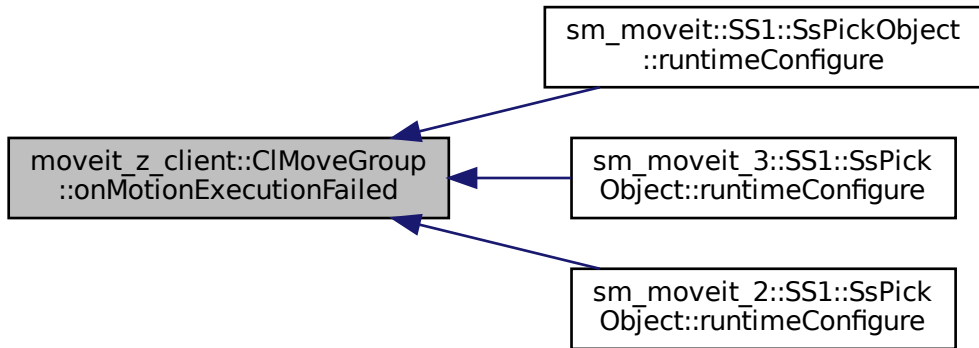 sm_moveit::SS1::SsPickObject
::runtimeConfigure
moveit_z_client::ClMoveGroup
::onMotionExecutionFailed
sm_moveit_3::SS1::SsPick
Object::runtimeConfigure
sm_moveit_2::SS1::SsPick
Object::runtimeConfigure